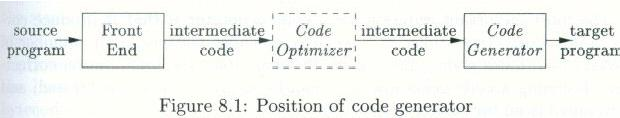 source program
Front End
intermediate code
Code Optimizer
intermediate code
Code Generator
target program
Figure 8.1: Position of code generator